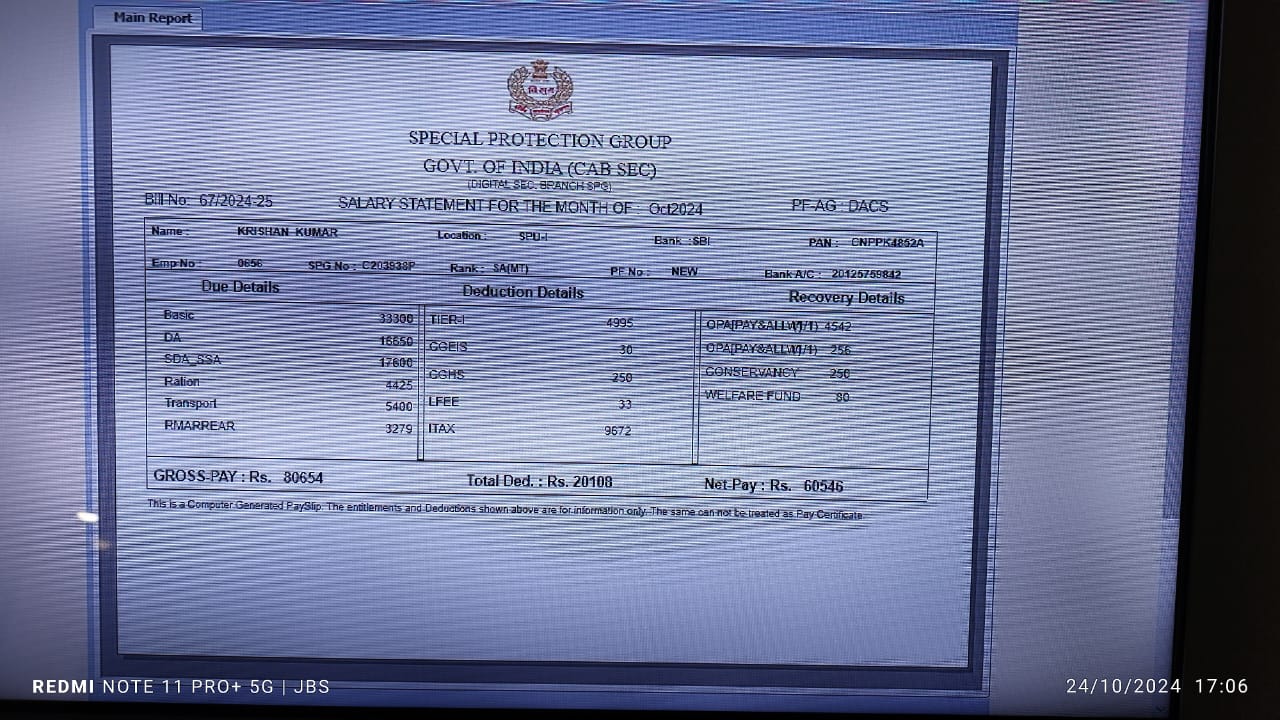 Main Report
SPECIAL PROTECTION GROUP
GOVT. OF INDIA (CAB SEC)
(DIGITAL SEC. BRANCH SPG)
Bill No: 67/2024-25 SALARY STATEMENT FOR THE MONTH OF : Oct2024 PF-AG : DACS
Name : KRISHAN KUMAR Location : SPU-I Bank :SBI PAN : CNPPK4852A
Emp No : 0656 SPG No : C203938P Rank : SA(MT) PF No : NEW Bank A/C : 20125759842
Due Details Deduction Details Recovery Details
Basic 33300 TIER-I 4995 OPA[PAY&ALLW](1/1) 4542
DA 16650 CGEIS 30 OPA[PAY&ALLW](1/1) 256
SDA_SSA 17600 CGHS 250 CONSERVANCY 250
Ration 4425 LFEE 33 WELFARE FUND 80
Transport 5400 ITAX 9672
RMARREAR 3279
GROSS-PAY : Rs. 80654 Total Ded. : Rs. 20108 Net-Pay : Rs. 60546
This is a Computer Generated PaySlip. The entitlements and Deductions shown above are for information only. The same can not be treated as Pay Certificate.
REDMI NOTE 11 PRO+ 5G | JBS
24/10/2024 17:06